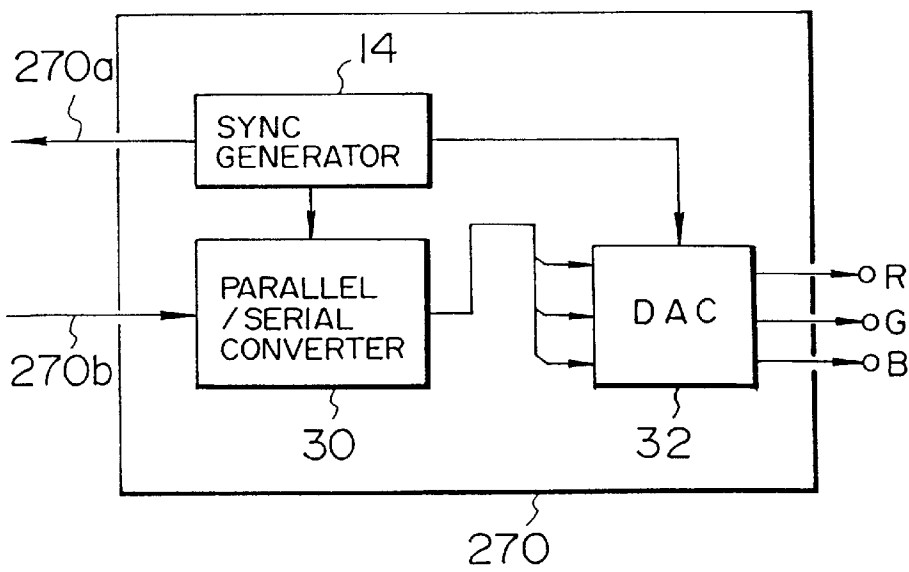 14
270a
SYNC
GENERATOR
PARALLEL
/SERIAL
CONVERTER
DAC
R
G
B
270b
30
32
270